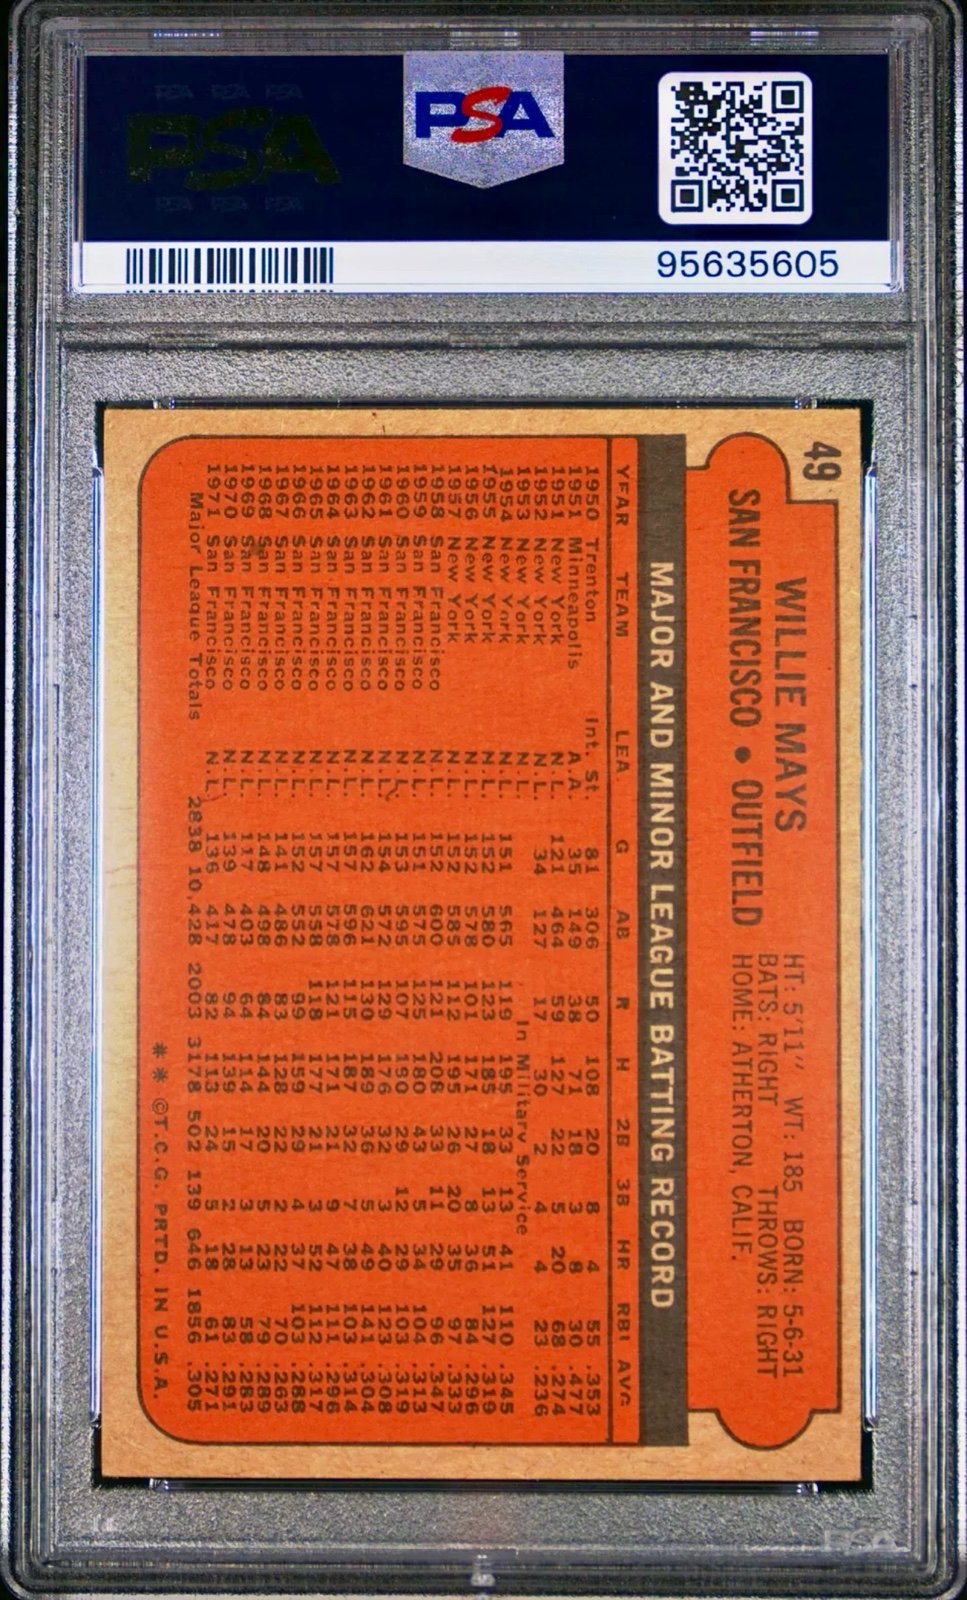 PSA PSA PSA
PSA
PSA PSA PSA
PSA
95635605
49
WILLIE MAYS
SAN FRANCISCO • OUTFIELD
HT: 5'11" WT: 185 BORN: 5-6-31
BATS: RIGHT THROWS: RIGHT
HOME: ATHERTON, CALIF.
MAJOR AND MINOR LEAGUE BATTING RECORD
YEAR TEAM LEA G AB R H 2B 3B HR RBI AVG
1950 Trenton Int. St. 81 306 50 108 20 8 4 55 .353
1951 Minneapolis A.A. 35 149 38 71 18 3 8 30 .477
1951 New York N.L. 121 464 59 127 22 5 20 68 .274
1952 New York N.L. 34 127 17 30 2 4 4 23 .236
1953 New York N.L. In Military Service
1954 New York N.L. 151 565 119 195 33 13 41 110 .345
1955 New York N.L. 152 580 123 185 18 13 51 127 .319
1956 New York N.L. 152 578 101 171 27 8 36 84 .296
1957 New York N.L. 152 585 112 195 26 20 35 97 .333
1958 San Francisco N.L. 152 600 121 208 33 11 29 96 .347
1959 San Francisco N.L. 151 575 125 180 43 5 34 104 .313
1960 San Francisco N.L. 153 595 107 190 29 12 29 103 .319
1961 San Francisco N.L. 154 572 129 176 32 3 40 123 .308
1962 San Francisco N.L. 162 621 130 189 36 5 49 141 .304
1963 San Francisco N.L. 157 596 115 187 32 7 38 103 .314
1964 San Francisco N.L. 157 578 121 171 21 9 47 111 .296
1965 San Francisco N.L. 157 558 118 177 21 3 52 112 .317
1966 San Francisco N.L. 152 552 99 159 29 4 37 103 .288
1967 San Francisco N.L. 141 486 83 128 22 2 22 70 .263
1968 San Francisco N.L. 148 498 84 144 20 5 23 79 .289
1969 San Francisco N.L. 117 403 64 114 17 3 13 58 .283
1970 San Francisco N.L. 139 478 94 139 15 2 28 83 .291
1971 San Francisco N.L. 136 417 82 113 24 5 18 61 .271
Major League Totals 2838 10,428 2003 3178 502 139 646 1856 .305
** ©T.C.G. PRTD. IN U.S.A.
PSA